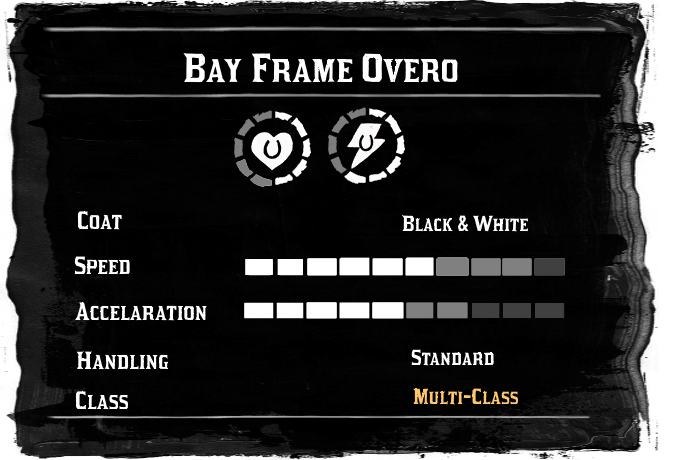 Bay Frame Overo
Coat Black & White
Speed
Accelaration
Handling Standard
Class Multi-Class